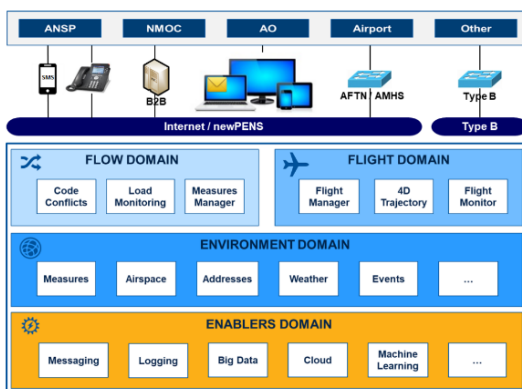 ANSP NMOC AO Airport Other
SMS
B2B
AFTN / AMHS
Type B
Internet / newPENS
Type B
FLOW DOMAIN
Code
Conflicts
Load
Monitoring
Measures
Manager
FLIGHT DOMAIN
Flight
Manager
4D
Trajectory
Flight
Monitor
ENVIRONMENT DOMAIN
Measures
Airspace
Addresses
Weather
Events
...
ENABLERS DOMAIN
Messaging
Logging
Big Data
Cloud
Machine
Learning
...